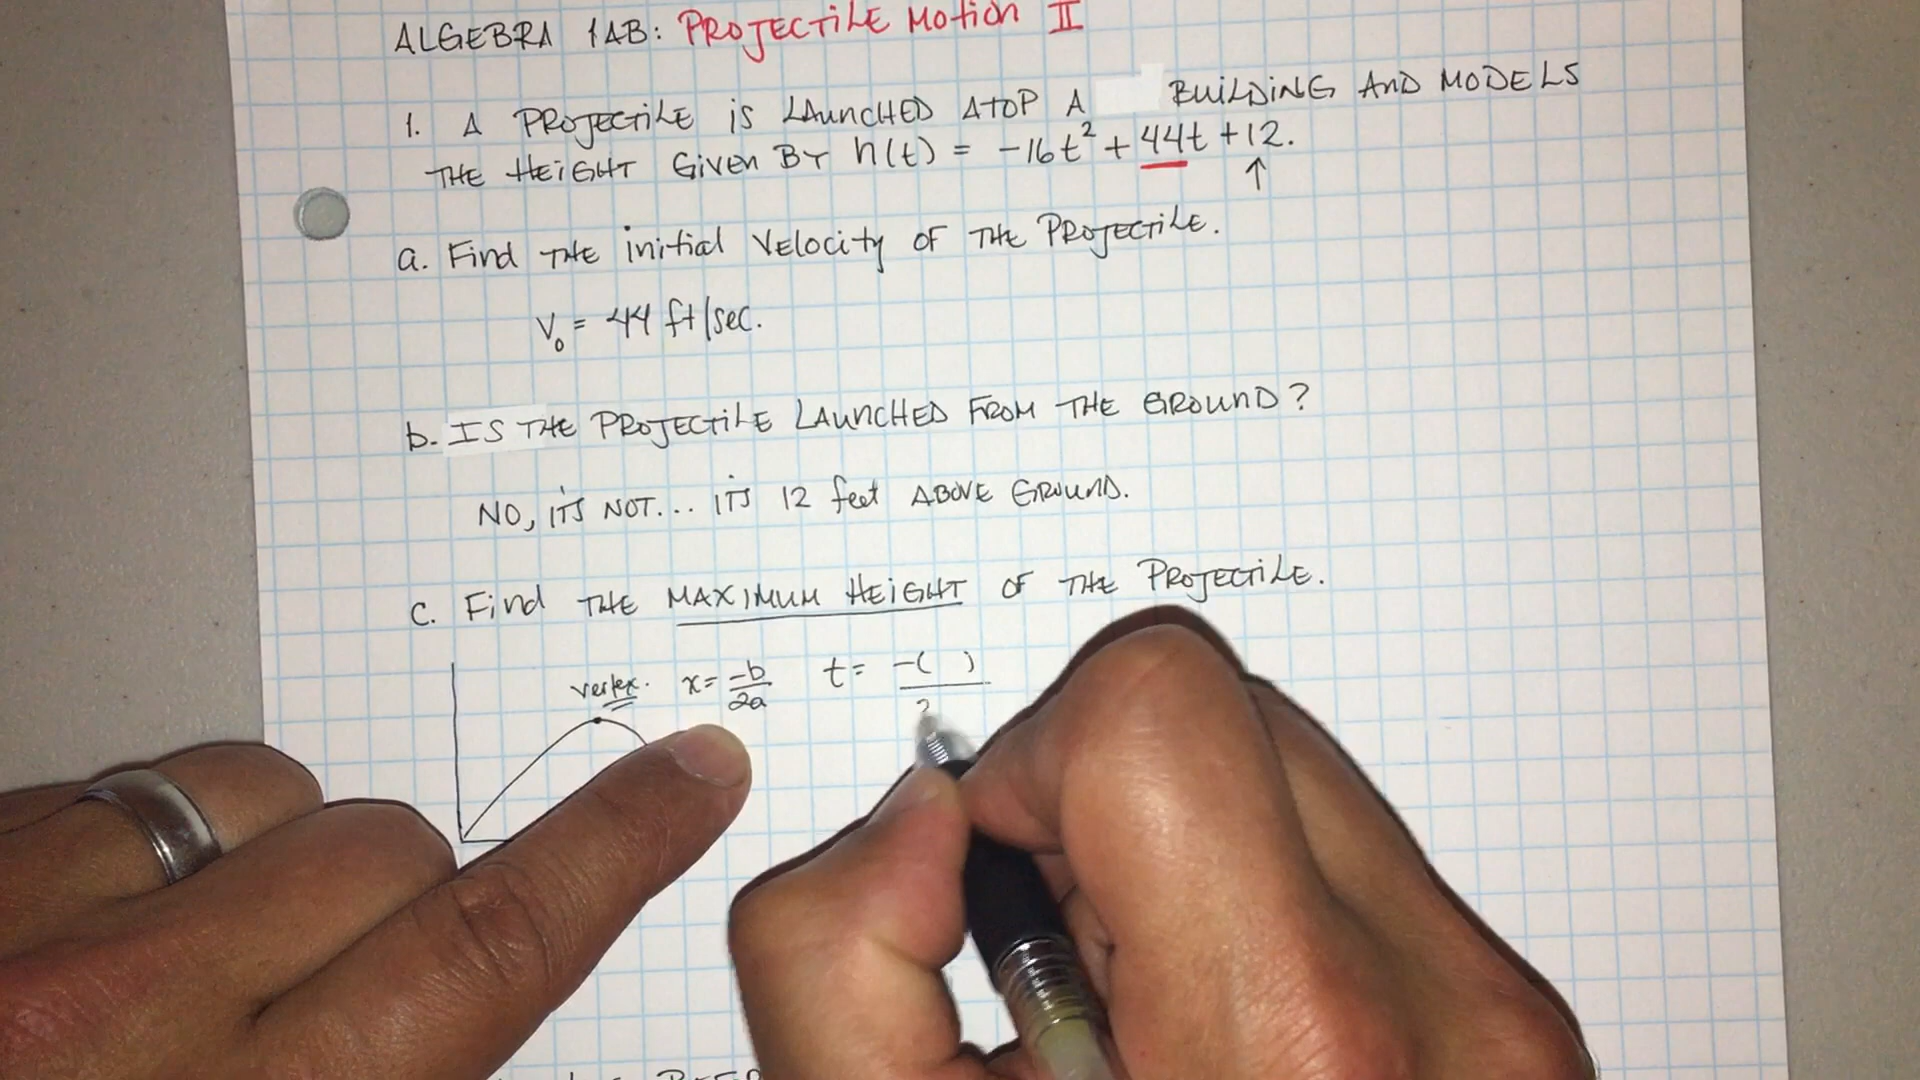 ALGEBRA 1AB: PROJECTILE MOTION II
1. A PROJECTILE IS LAUNCHED ATOP A BUILDING AND MODELS
THE HEIGHT GIVEN BY h(t) = -16t² + 44t + 12.
↑
a. Find THE initial Velocity OF THE PROJECTILE.
V₀ = 44 ft/sec.
b. IS THE PROJECTILE LAUNCHED FROM THE GROUND?
NO, IT'S NOT... IT'S 12 feet ABOVE GROUND.
c. Find THE MAXIMUM HEIGHT OF THE PROJECTILE.
vertex. x = -b/2a t = -( )/2